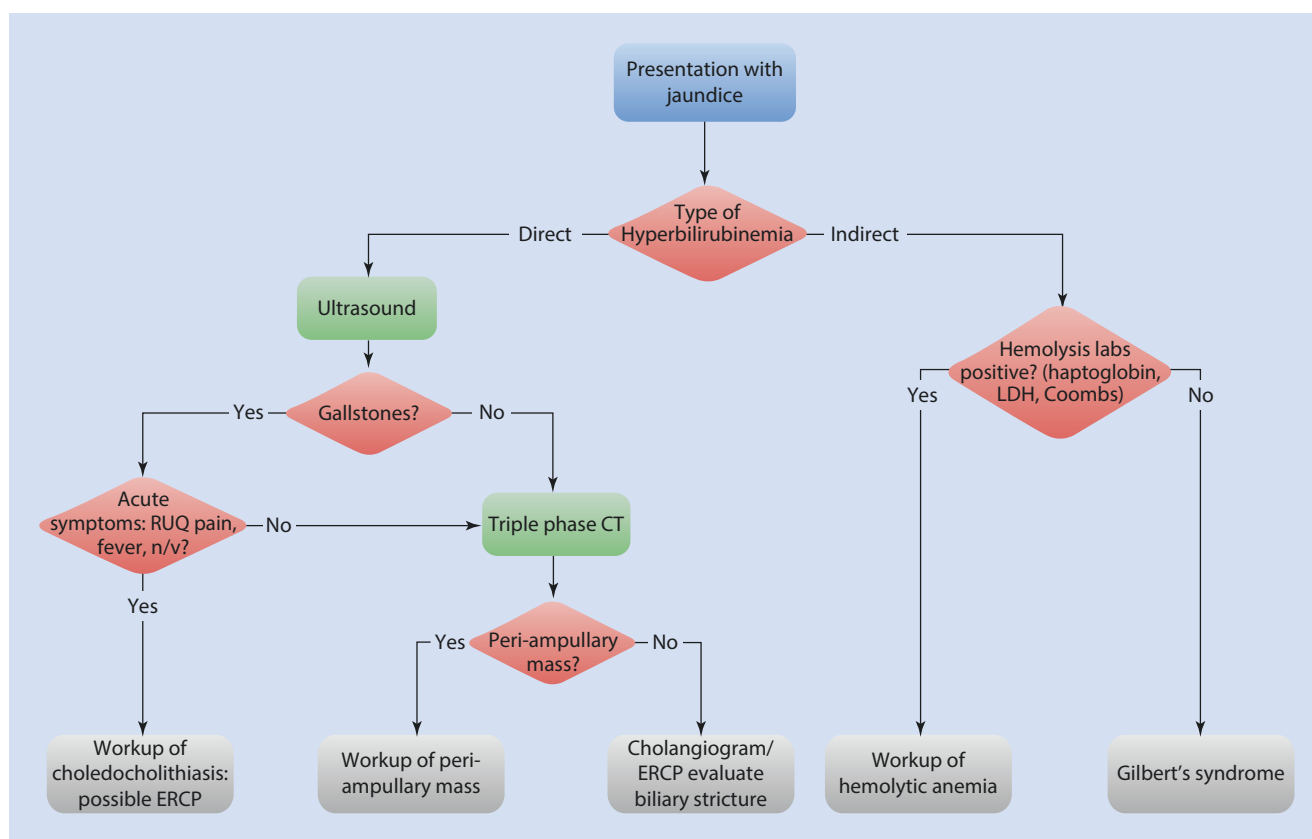 Presentation with
jaundice
Type of
Hyperbilirubinemia
Direct
Indirect
Ultrasound
Hemolysis labs
positive? (haptoglobin,
LDH, Coombs)
Yes
No
Gallstones?
Yes
No
Acute
symptoms: RUQ pain,
fever, n/v?
No
Triple phase CT
Yes
Peri-ampullary
mass?
Yes
No
Workup of
choledocholithiasis:
possible ERCP
Workup of peri-
ampullary mass
Cholangiogram/
ERCP evaluate
biliary stricture
Workup of
hemolytic anemia
Gilbert’s syndrome